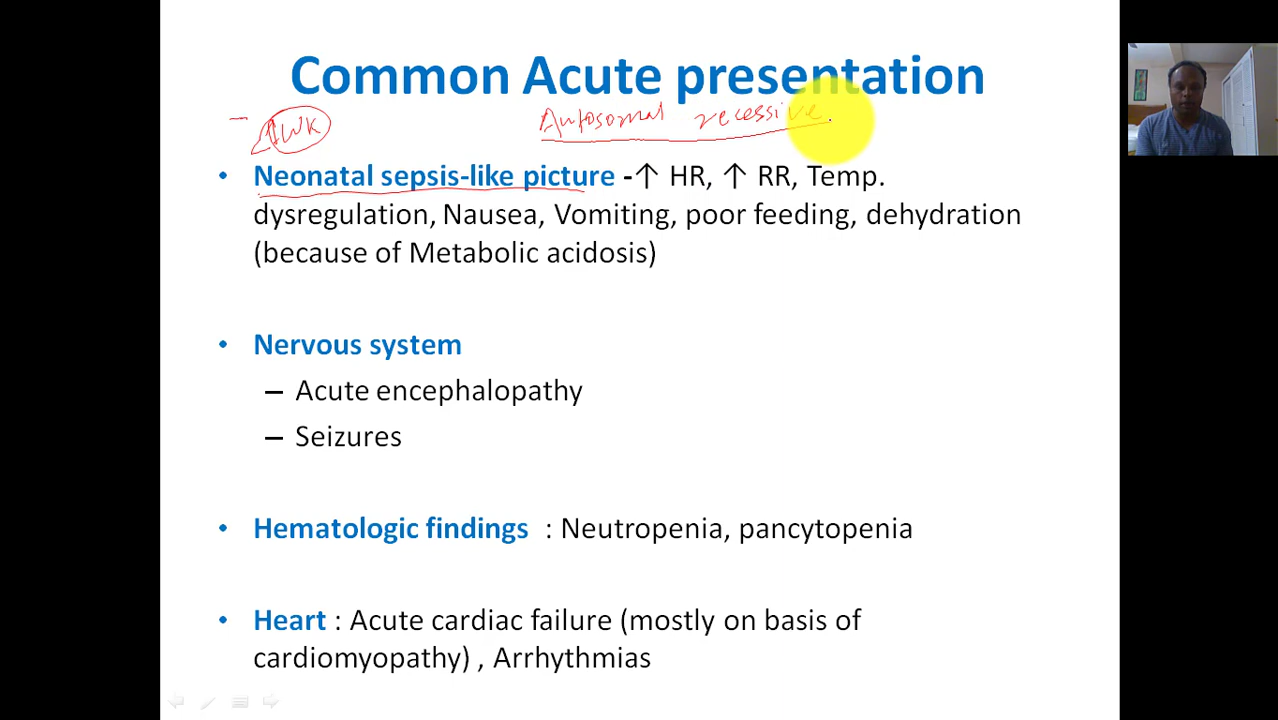 Common Acute presentation
Autosomal recessive
1WK
• Neonatal sepsis-like picture -↑ HR, ↑ RR, Temp.
dysregulation, Nausea, Vomiting, poor feeding, dehydration
(because of Metabolic acidosis)
• Nervous system
– Acute encephalopathy
– Seizures
• Hematologic findings : Neutropenia, pancytopenia
• Heart : Acute cardiac failure (mostly on basis of
cardiomyopathy) , Arrhythmias